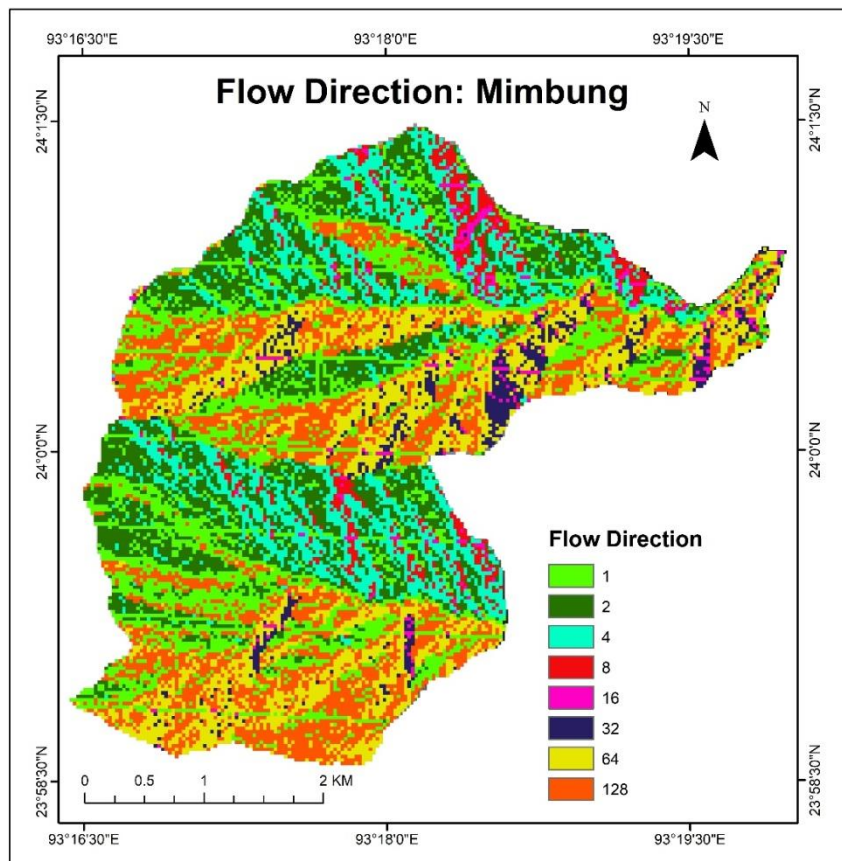 93°16'30"E 93°18'0"E 93°19'30"E
Flow Direction: Mimbung
N
24°1'30"N 24°1'30"N
24°0'0"N 24°0'0"N
Flow Direction
1
2
4
8
16
32
64
128
0 0.5 1 2 KM
23°58'30"N 23°58'30"N
93°16'30"E 93°18'0"E 93°19'30"E